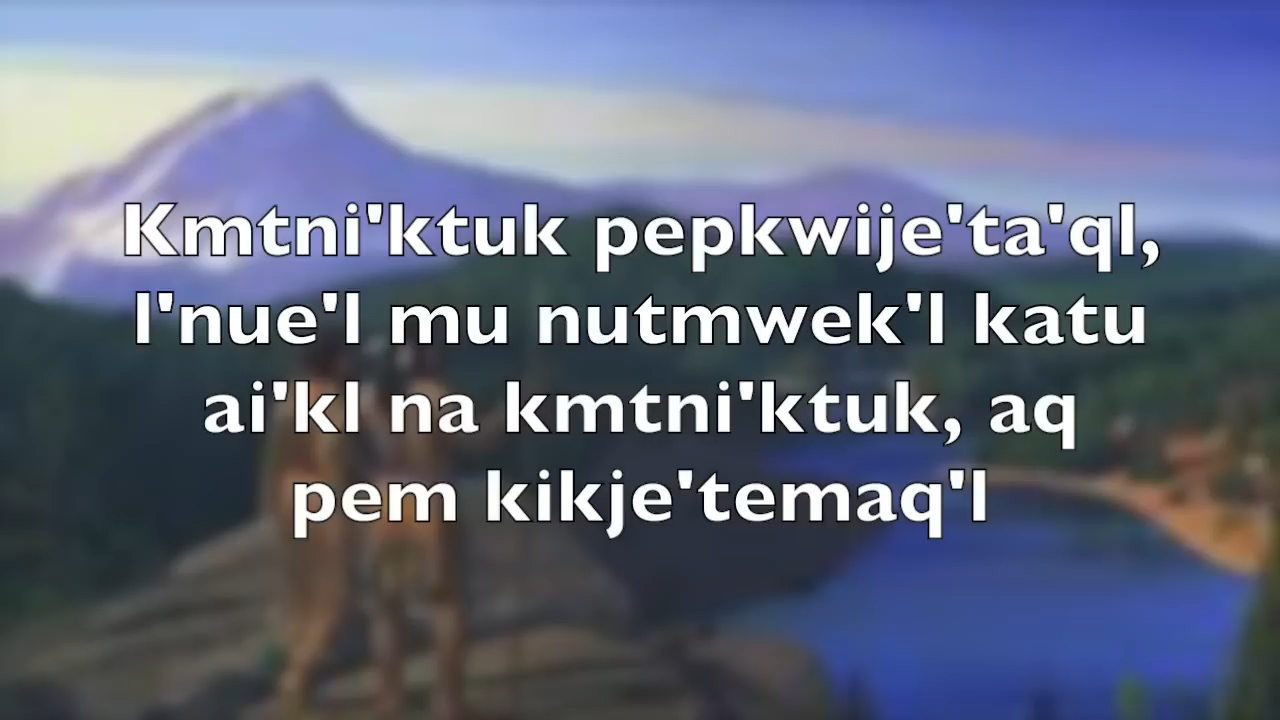 Kmtni'ktuk pepkwije'ta'ql,
l'nue'l mu nutmwek'l katu
ai'kl na kmtni'ktuk, aq
pem kikje'temaq'l